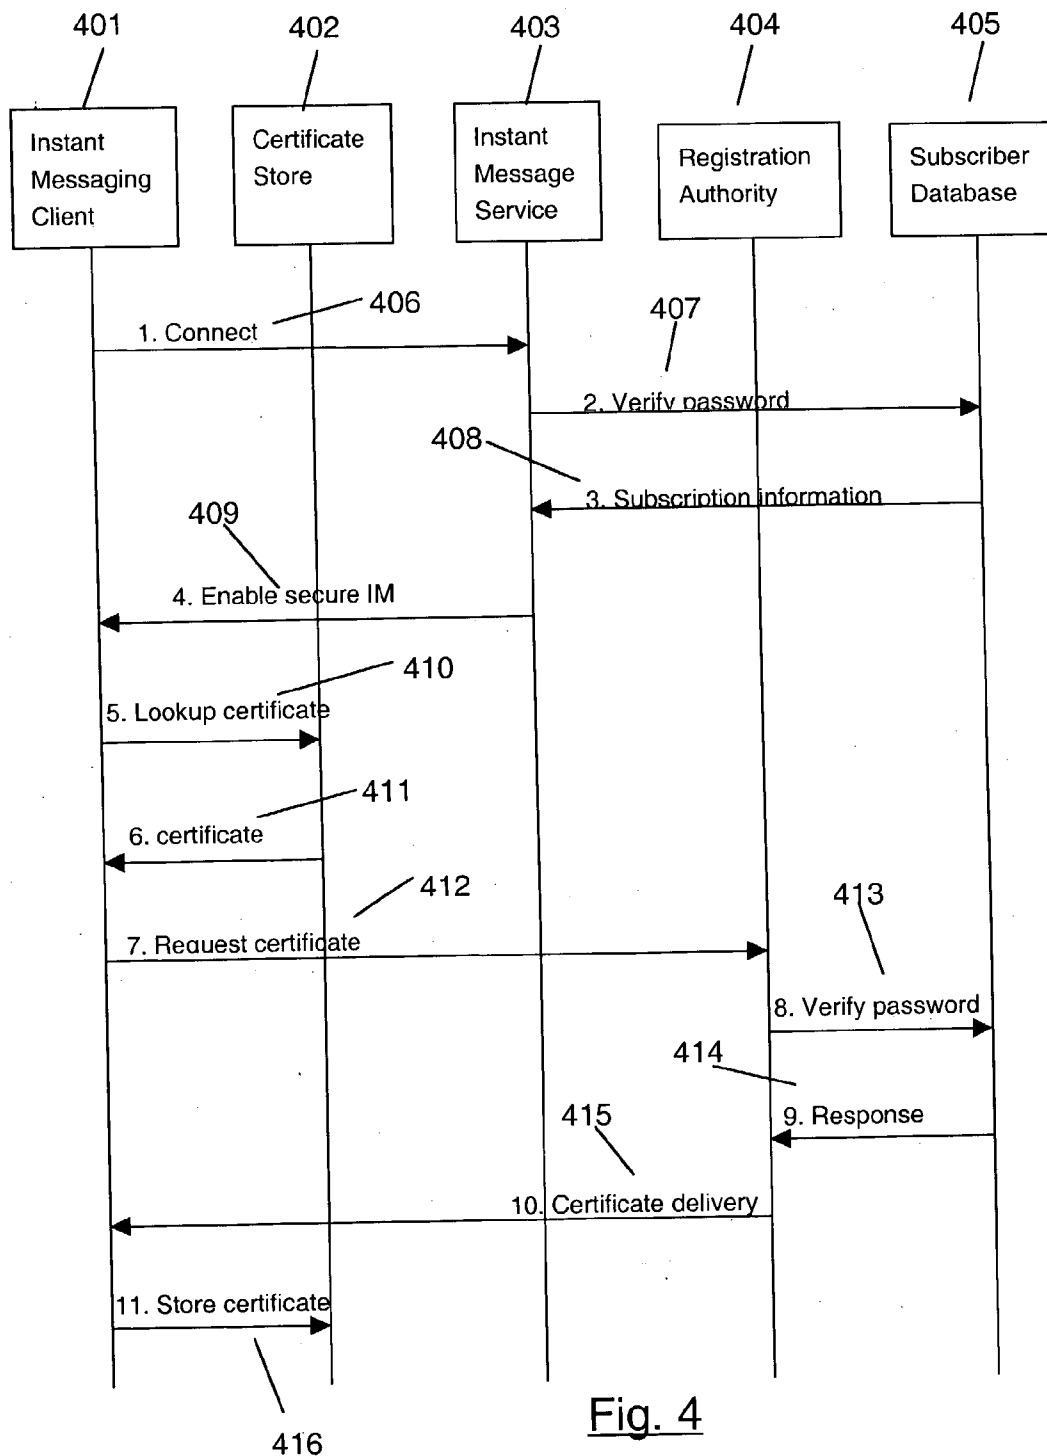 401
402
403
404
405
Instant
Messaging
Client
Certificate
Store
Instant
Message
Service
Registration
Authority
Subscriber
Database
406
1. Connect
407
2. Verify password
408
3. Subscription information
409
4. Enable secure IM
410
5. Lookup certificate
411
6. certificate
412
7. Request certificate
413
8. Verify password
414
9. Response
415
10. Certificate delivery
11. Store certificate
416
Fig. 4